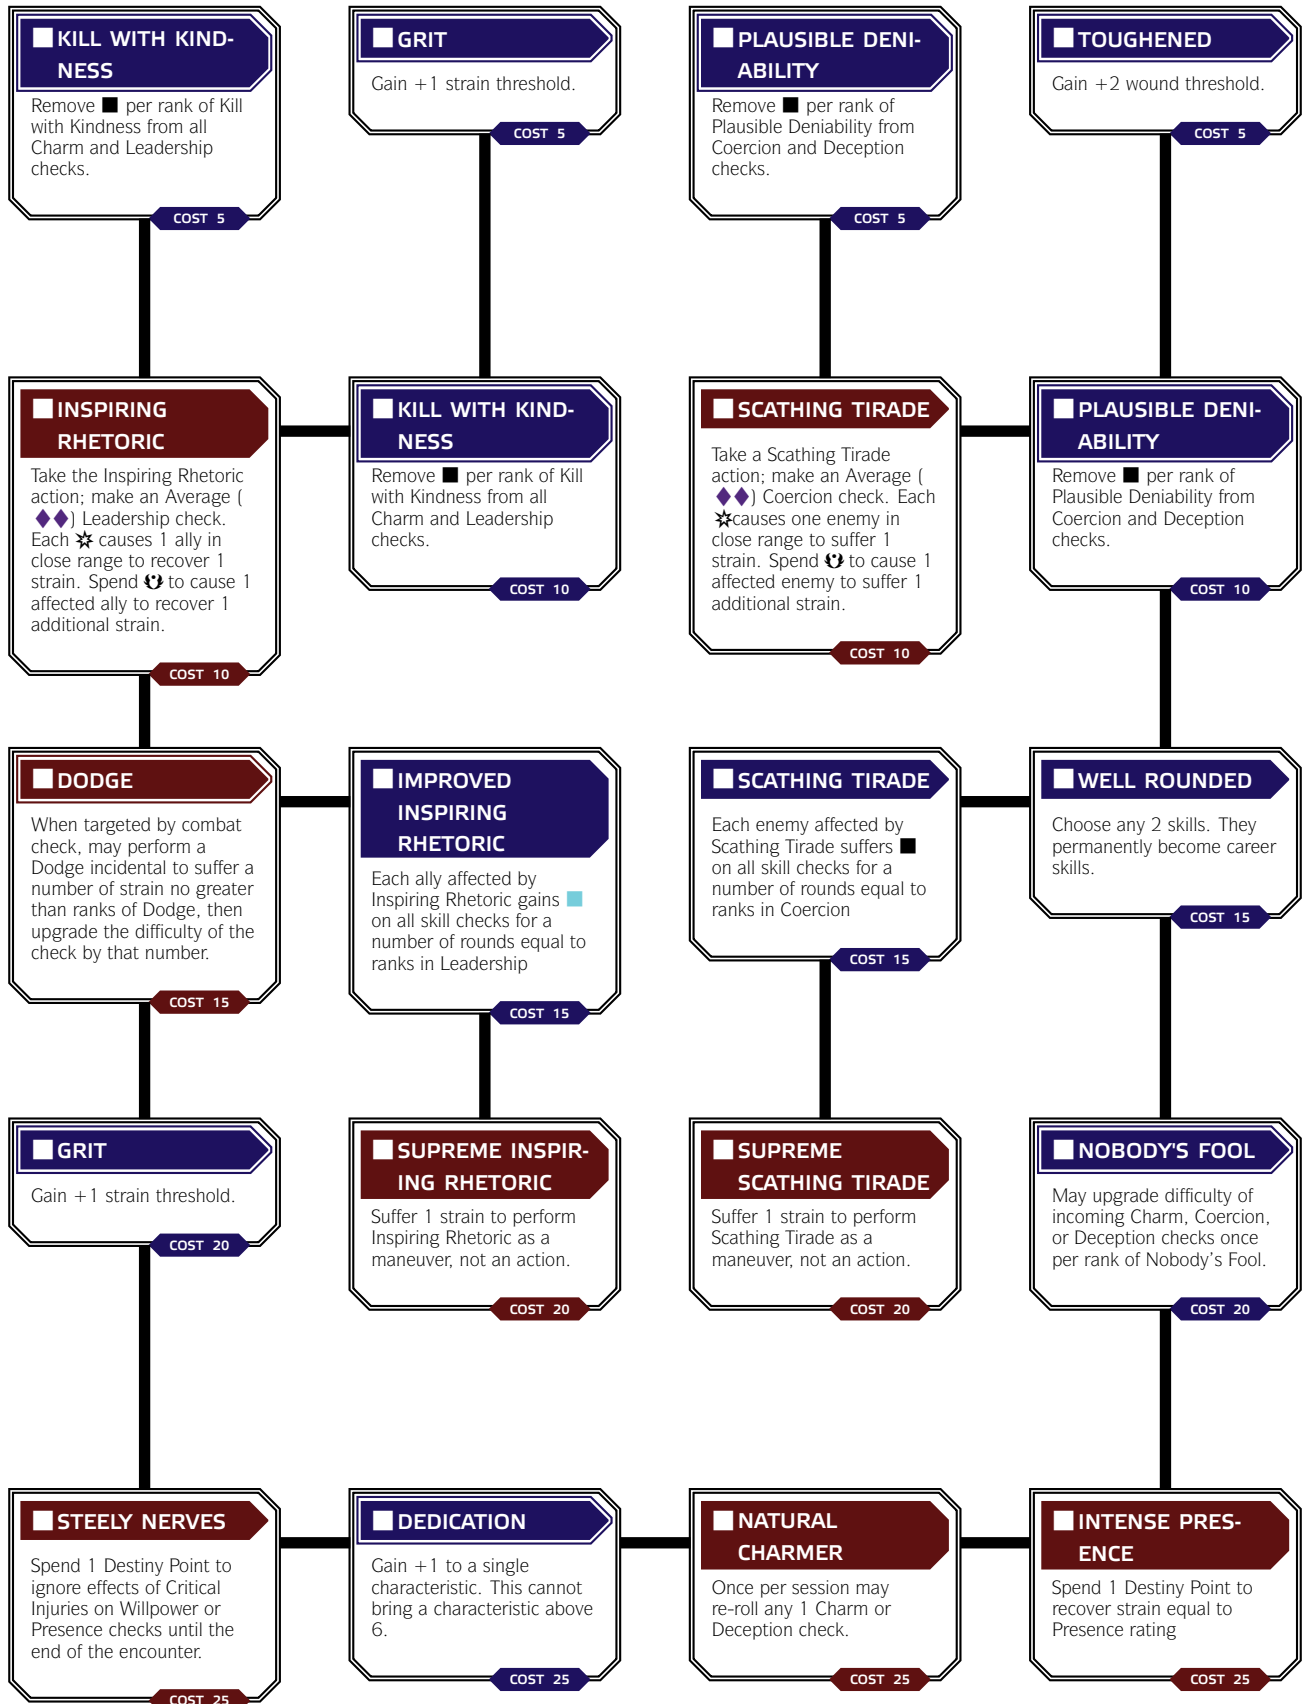 KILL WITH KIND-
NESS
Remove ■ per rank of Kill
with Kindness from all
Charm and Leadership
checks.
COST 5
GRIT
Gain +1 strain threshold.
COST 5
PLAUSIBLE DENI-
ABILITY
Remove ■ per rank of
Plausible Deniability from
Coercion and Deception
checks.
COST 5
TOUGHENED
Gain +2 wound threshold.
COST 5
INSPIRING
RHETORIC
Take the Inspiring Rhetoric
action; make an Average (
♦♦) Leadership check.
Each causes 1 ally in
close range to recover 1
strain. Spend to cause 1
affected ally to recover 1
additional strain.
COST 10
KILL WITH KIND-
NESS
Remove ■ per rank of Kill
with Kindness from all
Charm and Leadership
checks.
COST 10
SCATHING TIRADE
Take a Scathing Tirade
action; make an Average (
♦♦) Coercion check. Each
causes one enemy in
close range to suffer 1
strain. Spend to cause 1
affected enemy to suffer 1
additional strain.
COST 10
PLAUSIBLE DENI-
ABILITY
Remove ■ per rank of
Plausible Deniability from
Coercion and Deception
checks.
COST 10
DODGE
When targeted by combat
check, may perform a
Dodge incidental to suffer a
number of strain no greater
than ranks of Dodge, then
upgrade the difficulty of the
check by that number.
COST 15
IMPROVED
INSPIRING
RHETORIC
Each ally affected by
Inspiring Rhetoric gains ■
on all skill checks for a
number of rounds equal to
ranks in Leadership
COST 15
SCATHING TIRADE
Each enemy affected by
Scathing Tirade suffers ■
on all skill checks for a
number of rounds equal to
ranks in Coercion
COST 15
WELL ROUNDED
Choose any 2 skills. They
permanently become career
skills.
COST 15
GRIT
Gain +1 strain threshold.
COST 20
SUPREME INSPIR-
ING RHETORIC
Suffer 1 strain to perform
Inspiring Rhetoric as a
maneuver, not an action.
COST 20
SUPREME
SCATHING TIRADE
Suffer 1 strain to perform
Scathing Tirade as a
maneuver, not an action.
COST 20
NOBODY'S FOOL
May upgrade difficulty of
incoming Charm, Coercion,
or Deception checks once
per rank of Nobody's Fool.
COST 20
STEELY NERVES
Spend 1 Destiny Point to
ignore effects of Critical
Injuries on Willpower or
Presence checks until the
end of the encounter.
COST 25
DEDICATION
Gain +1 to a single
characteristic. This cannot
bring a characteristic above
6.
COST 25
NATURAL
CHARMER
Once per session may
re-roll any 1 Charm or
Deception check.
COST 25
INTENSE PRES-
ENCE
Spend 1 Destiny Point to
recover strain equal to
Presence rating
COST 25